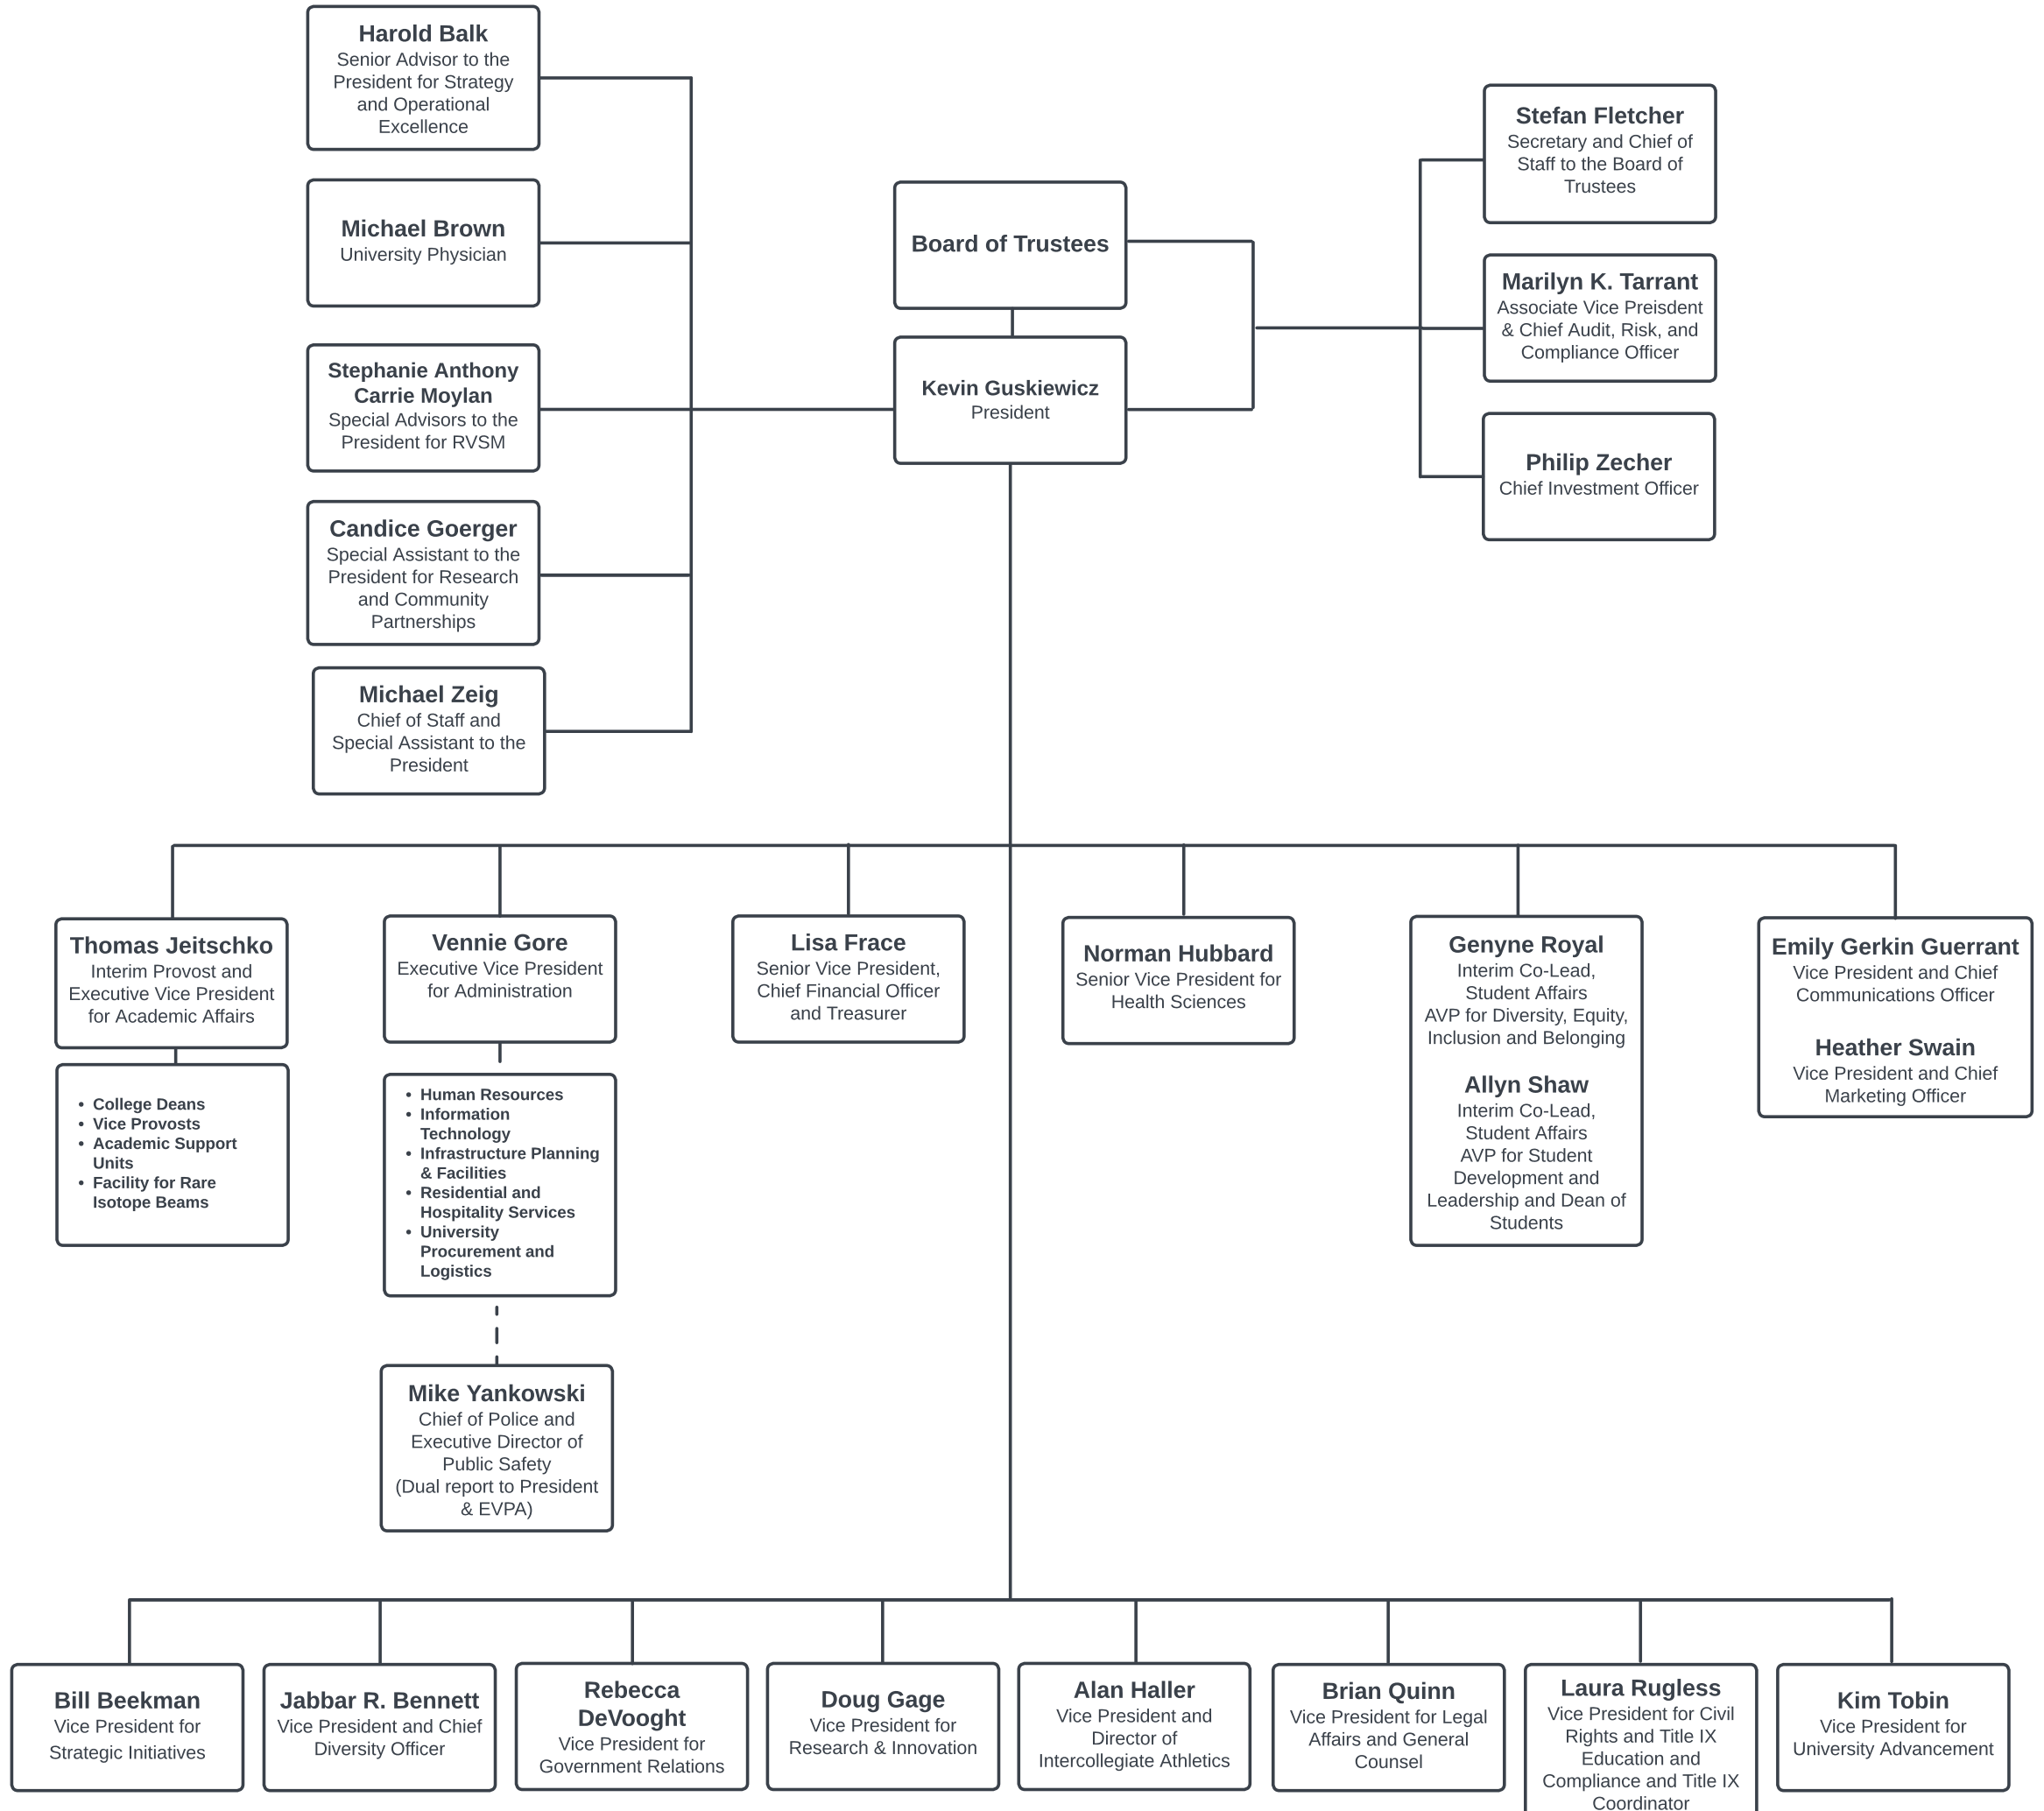 Harold Balk
Senior Advisor to the
President for Strategy
and Operational
Excellence
Michael Brown
University Physician
Stephanie Anthony
Carrie Moylan
Special Advisors to the
President for RVSM
Candice Goerger
Special Assistant to the
President for Research
and Community
Partnerships
Michael Zeig
Chief of Staff and
Special Assistant to the
President
Board of Trustees
Kevin Guskiewicz
President
Stefan Fletcher
Secretary and Chief of
Staff to the Board of
Trustees
Marilyn K. Tarrant
Associate Vice Preisdent
& Chief Audit, Risk, and
Compliance Officer
Philip Zecher
Chief Investment Officer
Thomas Jeitschko
Interim Provost and
Executive Vice President
for Academic Affairs
• College Deans
• Vice Provosts
• Academic Support
Units
• Facility for Rare
Isotope Beams
Vennie Gore
Executive Vice President
for Administration
• Human Resources
• Information
Technology
• Infrastructure Planning
& Facilities
• Residential and
Hospitality Services
• University
Procurement and
Logistics
Mike Yankowski
Chief of Police and
Executive Director of
Public Safety
(Dual report to President
& EVPA)
Lisa Frace
Senior Vice President,
Chief Financial Officer
and Treasurer
Norman Hubbard
Senior Vice President for
Health Sciences
Genyne Royal
Interim Co-Lead,
Student Affairs
AVP for Diversity, Equity,
Inclusion and Belonging
Allyn Shaw
Interim Co-Lead,
Student Affairs
AVP for Student
Development and
Leadership and Dean of
Students
Emily Gerkin Guerrant
Vice President and Chief
Communications Officer
Heather Swain
Vice President and Chief
Marketing Officer
Bill Beekman
Vice President for
Strategic Initiatives
Jabbar R. Bennett
Vice President and Chief
Diversity Officer
Rebecca
DeVooght
Vice President for
Government Relations
Doug Gage
Vice President for
Research & Innovation
Alan Haller
Vice President and
Director of
Intercollegiate Athletics
Brian Quinn
Vice President for Legal
Affairs and General
Counsel
Laura Rugless
Vice President for Civil
Rights and Title IX
Education and
Compliance and Title IX
Coordinator
Kim Tobin
Vice President for
University Advancement